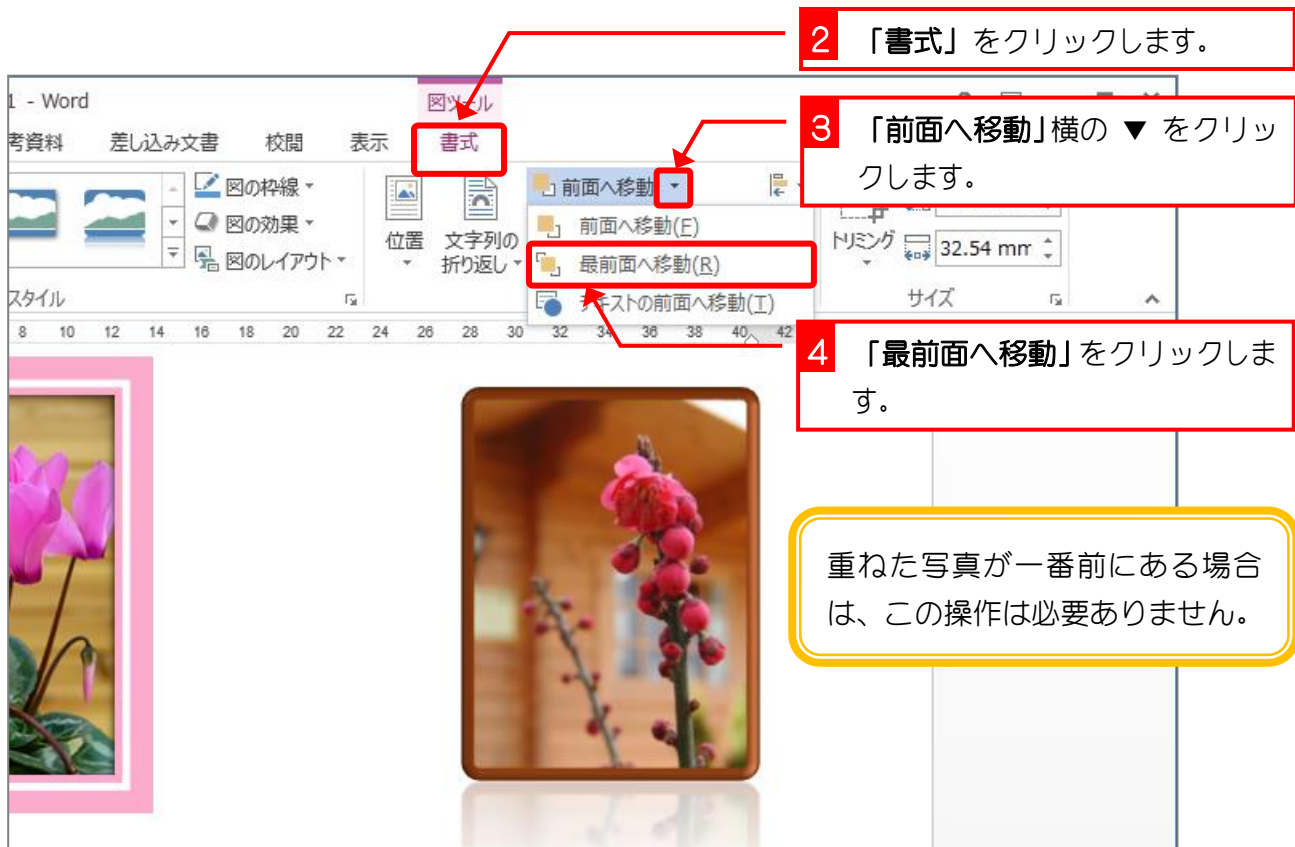 2 「書式」をクリックします。
1 - Word
図ツール
考資料 差し込み文書 校閲 表示 書式
3 「前面へ移動」横の ▼ をクリッ
クします。
図の枠線
図の効果
図のレイアウト
スタイル
位置
文字列の
折り返し
前面へ移動
前面へ移動(F)
最前面へ移動(R)
テキストの前面へ移動(T)
トリミング
32.54 mm
サイズ
8 10 12 14 16 18 20 22 24 26 28 30 32 34 36 38 40 42
4 「最前面へ移動」をクリックしま
す。
重ねた写真が一番前にある場合
は、この操作は必要ありません。